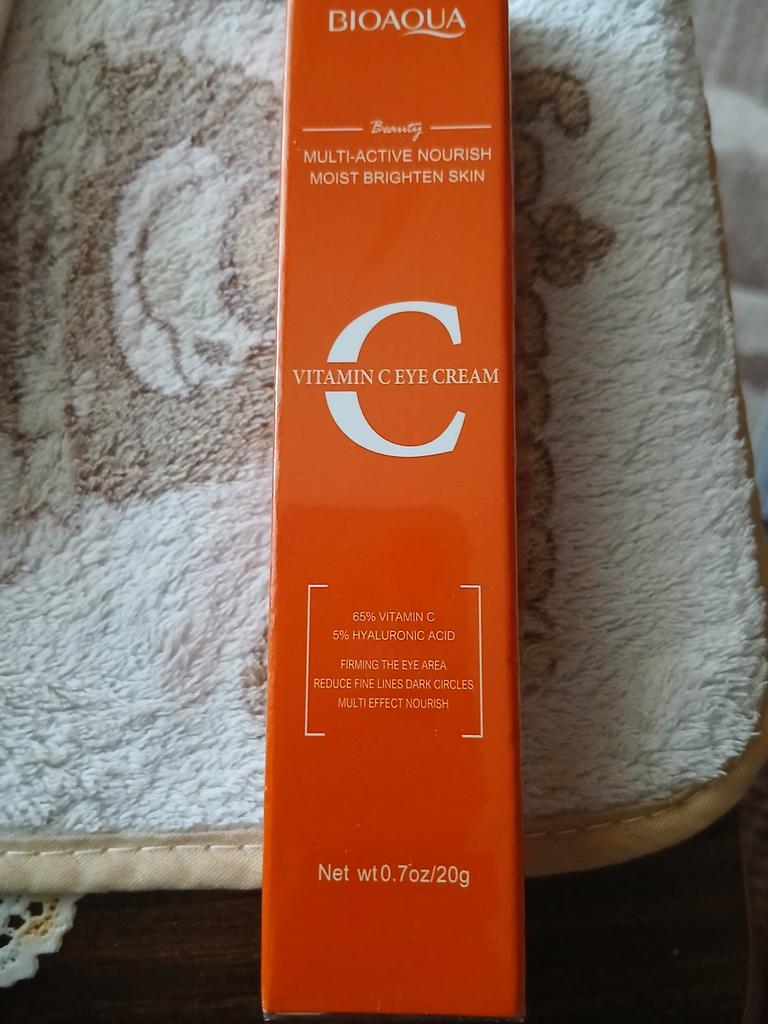 BIOAQUA
Beauty
MULTI-ACTIVE NOURISH
MOIST BRIGHTEN SKIN
C
VITAMIN C EYE CREAM
65% VITAMIN C
5% HYALURONIC ACID
FIRMING THE EYE AREA
REDUCE FINE LINES DARK CIRCLES
MULTI EFFECT NOURISH
Net wt0.7oz/20g